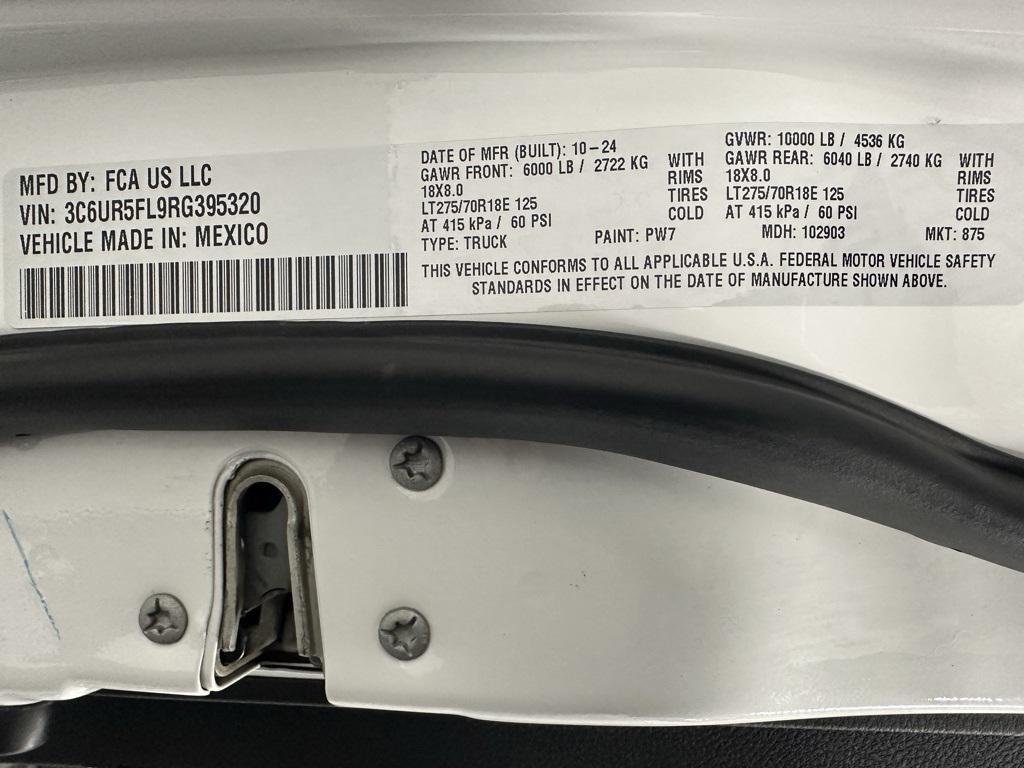 MFD BY: FCA US LLC
VIN: 3C6UR5FL9RG395320
VEHICLE MADE IN: MEXICO
DATE OF MFR (BUILT): 10-24
GAWR FRONT: 6000 LB / 2722 KG WITH
18X8.0 RIMS
LT275/70R18E 125 TIRES
AT 415 kPa / 60 PSI COLD
TYPE: TRUCK PAINT: PW7
GVWR: 10000 LB / 4536 KG
GAWR REAR: 6040 LB / 2740 KG WITH
18X8.0 RIMS
LT275/70R18E 125 TIRES
AT 415 kPa / 60 PSI COLD
MDH: 102903 MKT: 875
THIS VEHICLE CONFORMS TO ALL APPLICABLE U.S.A. FEDERAL MOTOR VEHICLE SAFETY
STANDARDS IN EFFECT ON THE DATE OF MANUFACTURE SHOWN ABOVE.